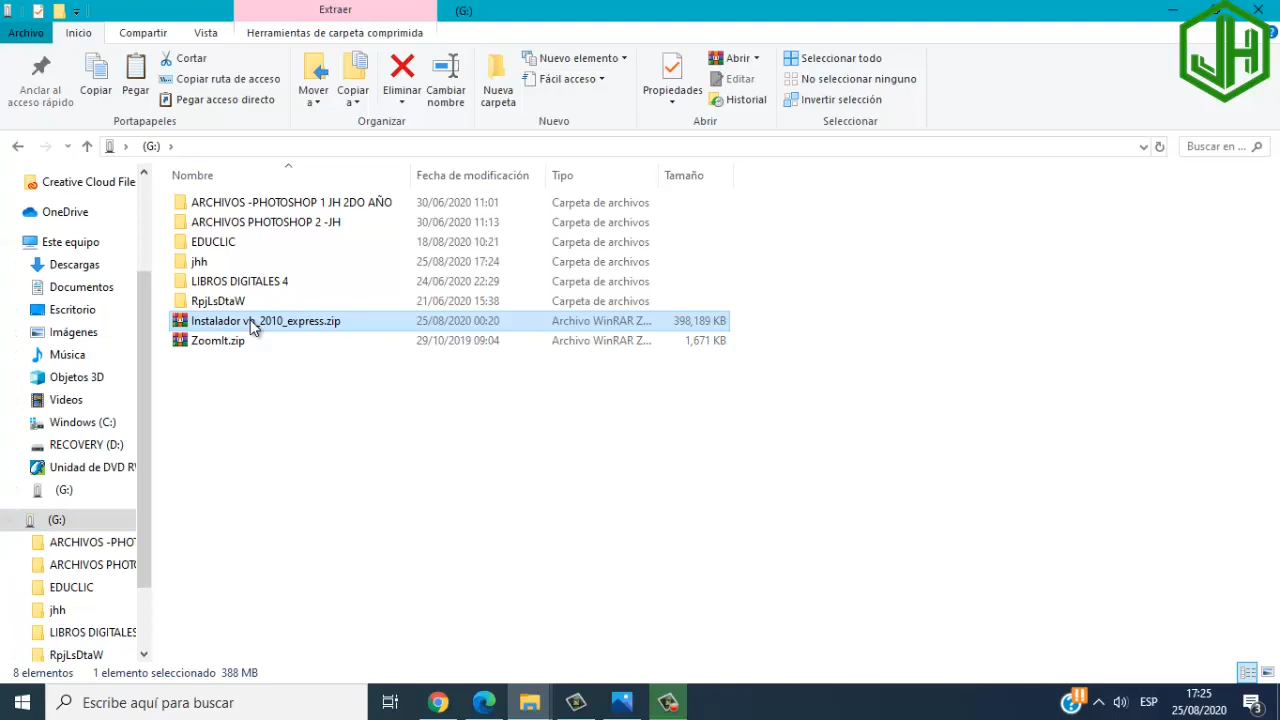 Extraer
(G:)
Archivo Inicio Compartir Vista Herramientas de carpeta comprimida
Anclar al acceso rápido
Copiar
Pegar
Cortar
Copiar ruta de acceso
Pegar acceso directo
Portapapeles
Mover a
Copiar a
Eliminar
Cambiar nombre
Organizar
Nueva carpeta
Nuevo elemento
Fácil acceso
Nuevo
Propiedades
Abrir
Editar
Historial
Abrir
Seleccionar todo
No seleccionar ninguno
Invertir selección
Seleccionar
JH
(G:)
Buscar en ...
Creative Cloud File
OneDrive
Este equipo
Descargas
Documentos
Escritorio
Imágenes
Música
Objetos 3D
Videos
Windows (C:)
RECOVERY (D:)
Unidad de DVD RW
(G:)
(G:)
ARCHIVOS -PHOT
ARCHIVOS PHOTO
EDUCLIC
jhh
LIBROS DIGITALES
RpjLsDtaW
Nombre Fecha de modificación Tipo Tamaño
ARCHIVOS -PHOTOSHOP 1 JH 2DO AÑO 30/06/2020 11:01 Carpeta de archivos
ARCHIVOS PHOTOSHOP 2 -JH 30/06/2020 11:13 Carpeta de archivos
EDUCLIC 18/08/2020 10:21 Carpeta de archivos
jhh 25/08/2020 17:24 Carpeta de archivos
LIBROS DIGITALES 4 24/06/2020 22:29 Carpeta de archivos
RpjLsDtaW 21/06/2020 15:38 Carpeta de archivos
Instalador vb_2010_express.zip 25/08/2020 00:20 Archivo WinRAR Z... 398,189 KB
ZoomIt.zip 29/10/2019 09:04 Archivo WinRAR Z... 1,671 KB
8 elementos 1 elemento seleccionado 388 MB
Escribe aquí para buscar
ESP
17:25
25/08/2020
3